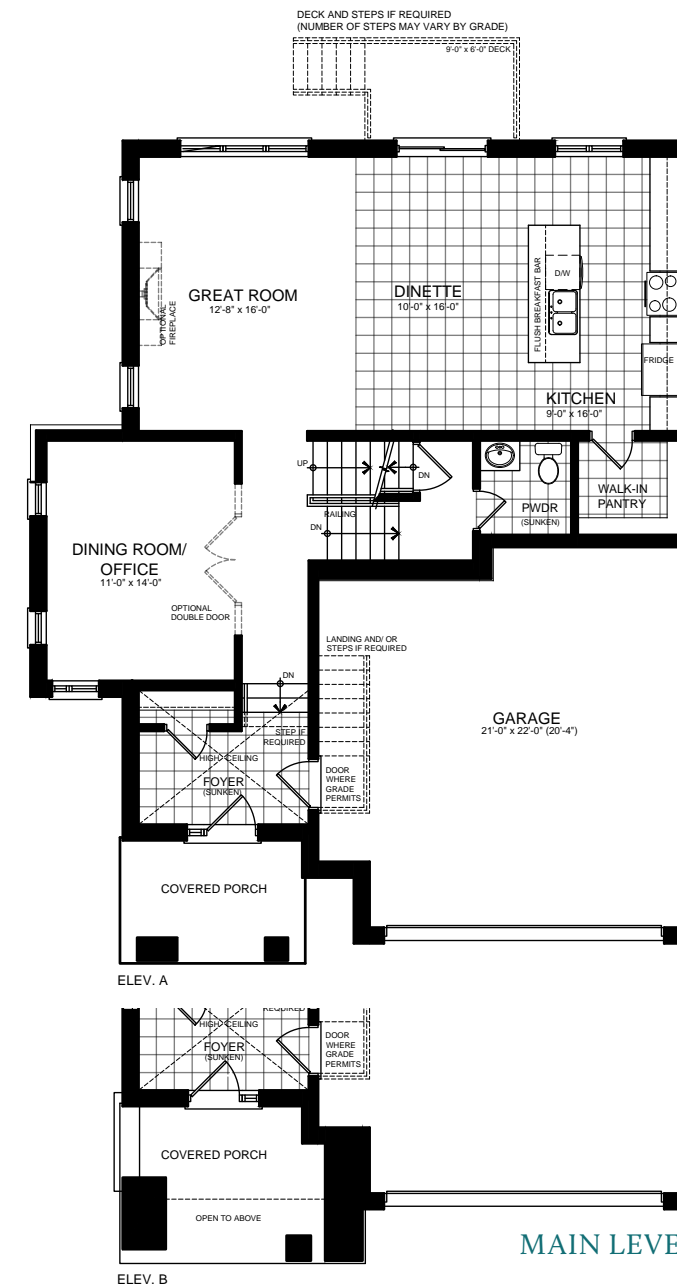 DECK AND STEPS IF REQUIRED
(NUMBER OF STEPS MAY VARY BY GRADE)
9'-0" x 6'-0" DECK
GREAT ROOM
12'-8" x 16'-0"
OPTIONAL
FIREPLACE
DINETTE
10'-0" x 16'-0"
FLUSH BREAKFAST BAR
D/W
FRIDGE
KITCHEN
9'-0" x 16'-0"
UP
DN
RAILING
DN
PWDR
(SUNKEN)
WALK-IN
PANTRY
DINING ROOM/
OFFICE
11'-0" x 14'-0"
OPTIONAL
DOUBLE DOOR
LANDING AND/ OR
STEPS IF REQUIRED
DN
STEP IF
REQUIRED
GARAGE
21'-0" x 22'-0" (20'-4")
HIGH CEILING
FOYER
(SUNKEN)
DOOR
WHERE
GRADE
PERMITS
COVERED PORCH
ELEV. A
REQUIRED
HIGH CEILING
FOYER
(SUNKEN)
DOOR
WHERE
GRADE
PERMITS
COVERED PORCH
OPEN TO ABOVE
MAIN LEVE
ELEV. B